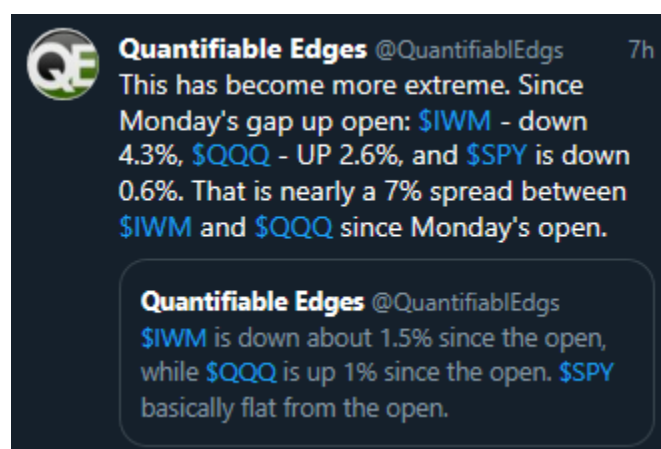 QE
Quantifiable Edges @QuantifiablEdgs 7h
This has become more extreme. Since
Monday's gap up open: $IWM - down
4.3%, $QQQ - UP 2.6%, and $SPY is down
0.6%. That is nearly a 7% spread between
$IWM and $QQQ since Monday's open.
Quantifiable Edges @QuantifiablEdgs
$IWM is down about 1.5% since the open,
while $QQQ is up 1% since the open. $SPY
basically flat from the open.